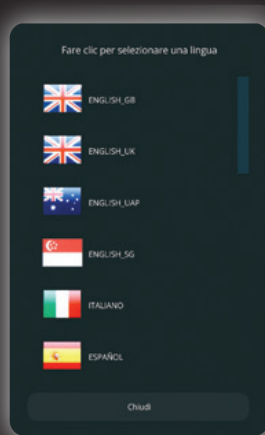 Fare clic per selezionare una lingua
ENGLISH_GB
ENGLISH_UK
ENGLISH_UAP
ENGLISH_SG
ITALIANO
ESPAÑOL
Chiudi